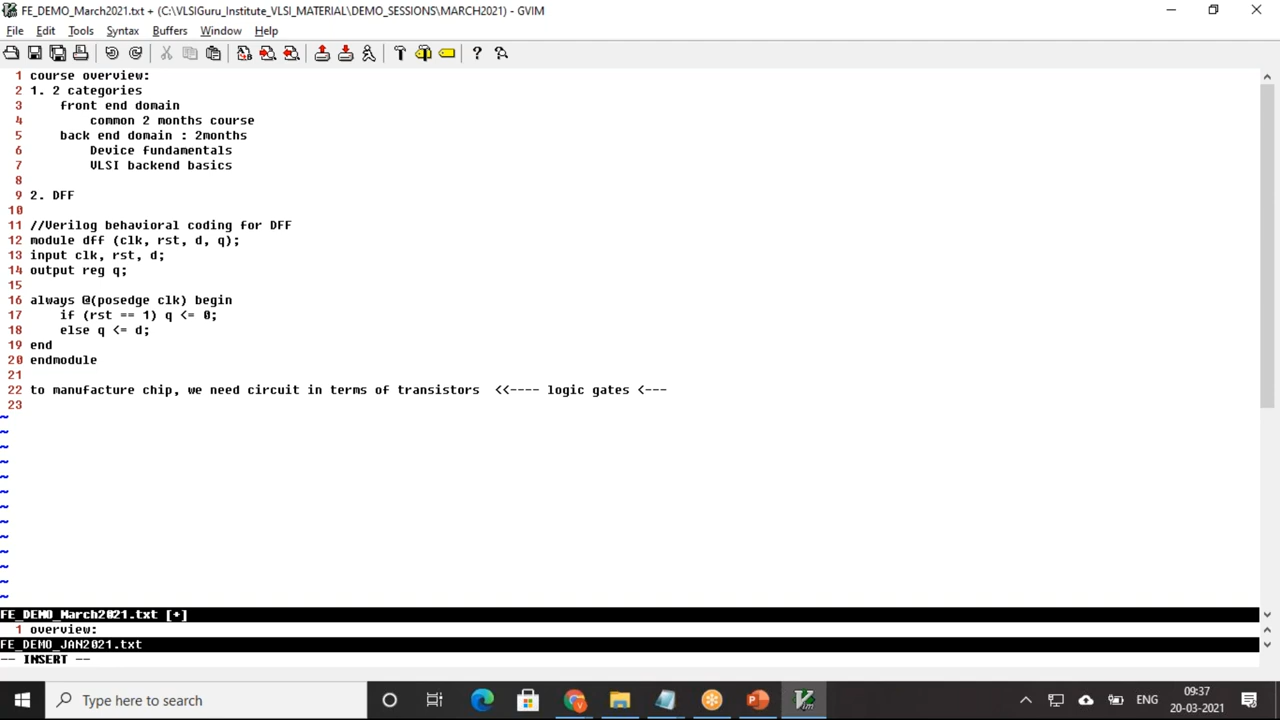 FE_DEMO_March2021.txt + (C:\VLSIGuru_Institute_VLSI_MATERIAL\DEMO_SESSIONS\MARCH2021) - GVIM
File Edit Tools Syntax Buffers Window Help
1 course overview:
2 1. 2 categories
3 front end domain
4 common 2 months course
5 back end domain : 2months
6 Device fundamentals
7 VLSI backend basics
8
9 2. DFF
10
11 //Verilog behavioral coding for DFF
12 module dff (clk, rst, d, q);
13 input clk, rst, d;
14 output reg q;
15
16 always @(posedge clk) begin
17 if (rst == 1) q <= 0;
18 else q <= d;
19 end
20 endmodule
21
22 to manufacture chip, we need circuit in terms of transistors <<---- logic gates <---
23
~
~
~
~
~
~
~
~
~
~
~
~
~
FE_DEMO_March2021.txt [+]
1 overview:
FE_DEMO_JAN2021.txt
-- INSERT --
Type here to search
ENG
09:37
20-03-2021